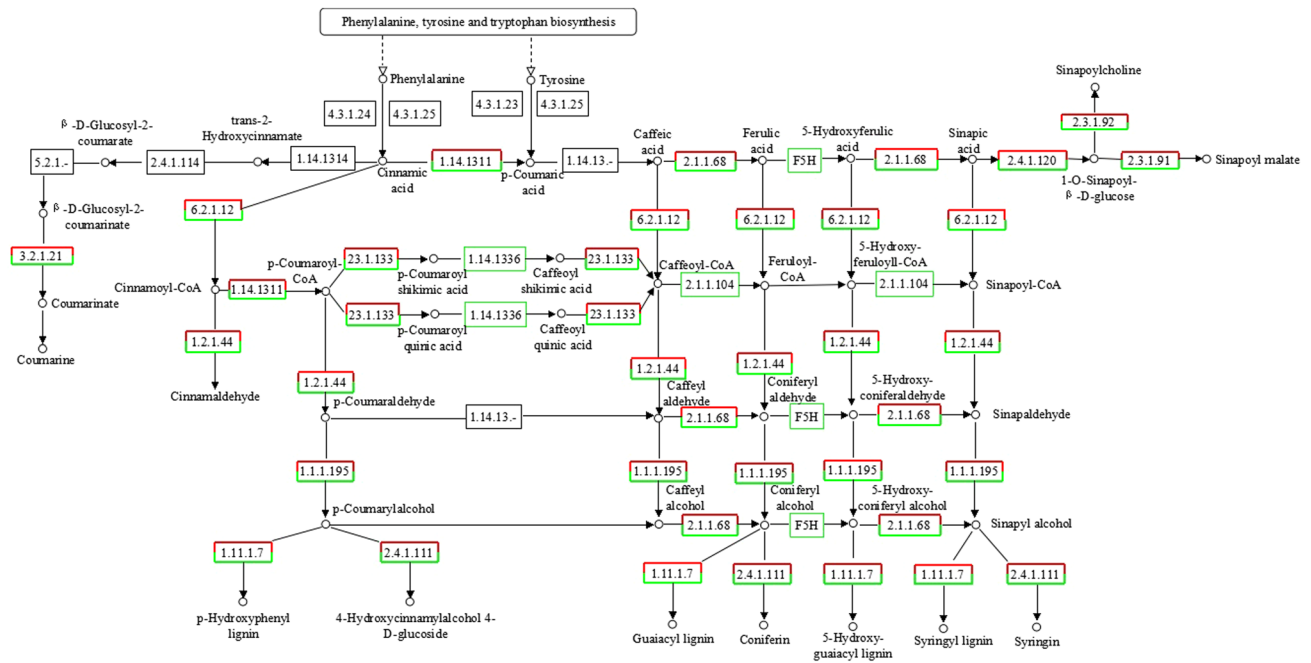 Phenylalanine, tyrosine and tryptophan biosynthesis
Phenylalanine
Tyrosine
Sinapoylcholine
4.3.1.24
4.3.1.25
4.3.1.23
4.3.1.25
2.3.1.92
β -D-Glucosyl-2-
coumarate
trans-2-
Hydroxycinnamate
Caffeic
acid
Ferulic
acid
5-Hydroxyferulic
acid
Sinapic
acid
5.2.1.-
2.4.1.114
1.14.1314
1.14.1311
1.14.13.-
2.1.1.68
F5H
2.1.1.68
2.4.1.120
2.3.1.91
Sinapoyl malate
Cinnamic
acid
p-Coumaric
acid
1-O-Sinapoyl-
β -D-glucose
β -D-Glucosyl-2-
coumarinate
6.2.1.12
6.2.1.12
6.2.1.12
6.2.1.12
6.2.1.12
3.2.1.21
p-Coumaroyl-
CoA
23.1.133
p-Coumaroyl
shikimic acid
1.14.1336
Caffeoyl
shikimic acid
23.1.133
Caffeoyl-CoA
Feruloyl-
CoA
5-Hydroxy-
feruloyll-CoA
Cinnamoyl-CoA
1.14.1311
2.1.1.104
2.1.1.104
Sinapoyl-CoA
Coumarinate
23.1.133
p-Coumaroyl
quinic acid
1.14.1336
Caffeoyl
quinic acid
23.1.133
Coumarine
1.2.1.44
1.2.1.44
1.2.1.44
1.2.1.44
1.2.1.44
1.2.1.44
Cinnamaldehyde
p-Coumaraldehyde
Caffeyl
aldehyde
Coniferyl
aldehyde
5-Hydroxy-
coniferaldehyde
1.14.13.-
2.1.1.68
F5H
2.1.1.68
Sinapaldehyde
1.1.1.195
1.1.1.195
1.1.1.195
1.1.1.195
1.1.1.195
p-Coumarylalcohol
Caffeyl
alcohol
Coniferyl
alcohol
5-Hydroxy-
coniferyl alcohol
2.1.1.68
F5H
2.1.1.68
Sinapyl alcohol
1.11.1.7
2.4.1.111
1.11.1.7
2.4.1.111
1.11.1.7
1.11.1.7
2.4.1.111
p-Hydroxyphenyl
lignin
4-Hydroxycinnamylalcohol 4-
D-glucoside
Guaiacyl lignin
Coniferin
5-Hydroxy-
guaiacyl lignin
Syringyl lignin
Syringin